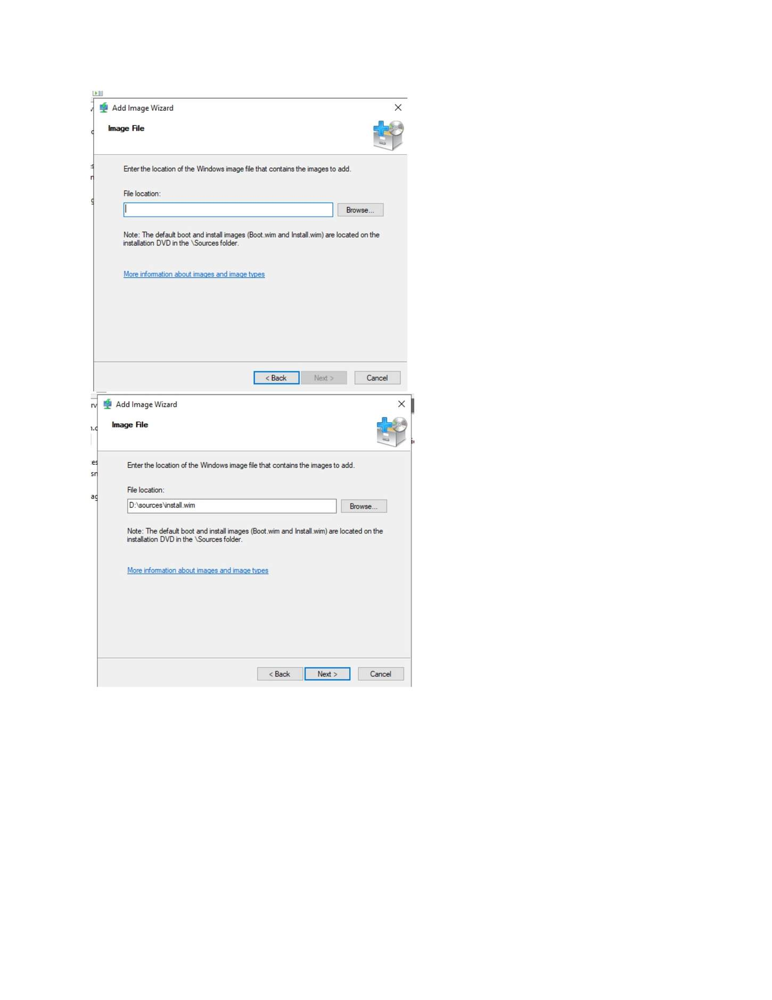 Add Image Wizard
Image File
Enter the location of the Windows image file that contains the images to add.
File location:
Browse...
Note: The default boot and install images (Boot.wim and Install.wim) are located on the
installation DVD in the \Sources folder.
More information about images and image types
< Back
Next >
Cancel
rv
Add Image Wizard
Image File
Enter the location of the Windows image file that contains the images to add.
es
sn
File location:
ag
D:\sources\install.wim
Browse...
Note: The default boot and install images (Boot.wim and Install.wim) are located on the
installation DVD in the \Sources folder.
More information about images and image types
< Back
Next >
Cancel